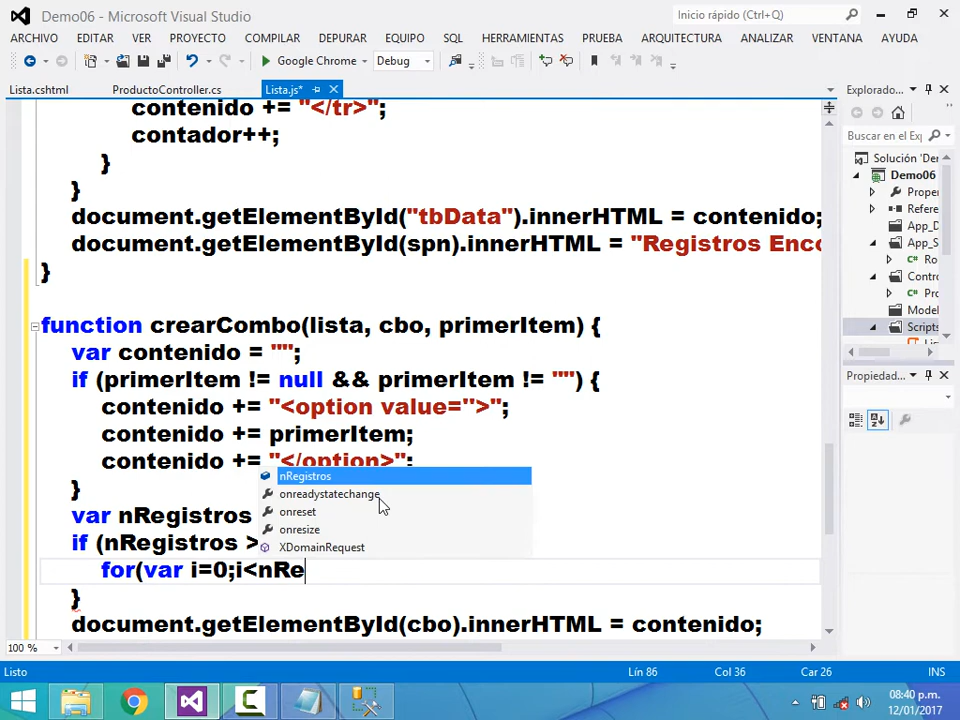 Demo06 - Microsoft Visual Studio
Inicio rápido (Ctrl+Q)
ARCHIVO EDITAR VER PROYECTO COMPILAR DEPURAR EQUIPO SQL HERRAMIENTAS PRUEBA ARQUITECTURA ANALIZAR VENTANA AYUDA
Google Chrome Debug
Lista.cshtml ProductoController.cs Lista.js*
contenido += "</tr>";
contador++;
}
}
document.getElementById("tbData").innerHTML = contenido;
document.getElementById(spn).innerHTML = "Registros Enco
}
function crearCombo(lista, cbo, primerItem) {
var contenido = "";
if (primerItem != null && primerItem != "") {
contenido += "<option value=''>";
contenido += primerItem;
contenido += "</option>";
}
var nRegistros
if (nRegistros >
for(var i=0;i<nRe
}
document.getElementById(cbo).innerHTML = contenido;
nRegistros
onreadystatechange
onreset
onresize
XDomainRequest
100 %
Explorado...
Buscar en el Exp
Solución 'De
Demo06
Proper
Refere
App_D
App_S
Ro
Contro
Pro
Model
Scripts
Propiedad...
Listo
Lín 86 Col 36 Car 26 INS
08:40 p.m.
12/01/2017